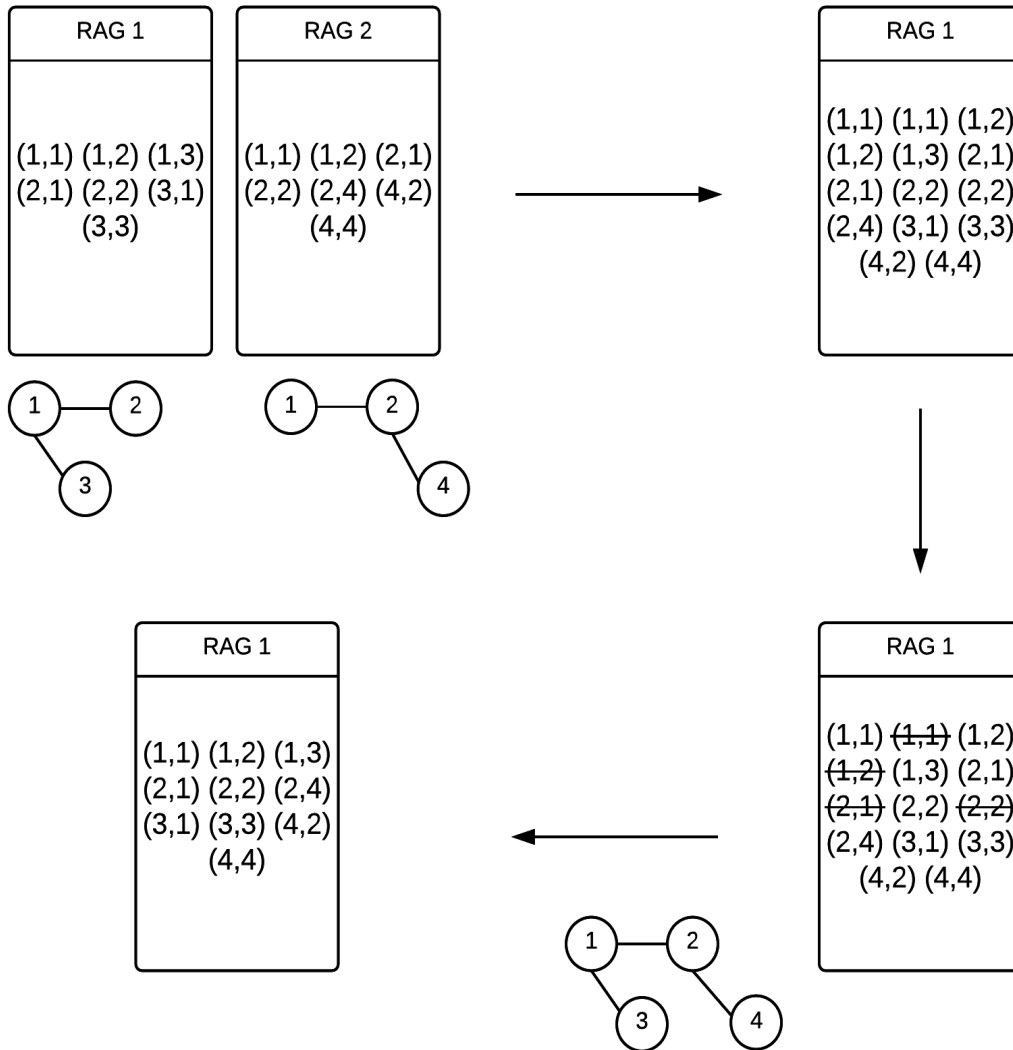 RAG 1
(1,1) (1,2) (1,3)
(2,1) (2,2) (3,1)
(3,3)
RAG 2
(1,1) (1,2) (2,1)
(2,2) (2,4) (4,2)
(4,4)
RAG 1
(1,1) (1,1) (1,2)
(1,2) (1,3) (2,1)
(2,1) (2,2) (2,2)
(2,4) (3,1) (3,3)
(4,2) (4,4)
1
2
3
1
2
4
RAG 1
(1,1) (1,1) (1,2)
(1,2) (1,3) (2,1)
(2,1) (2,2) (2,2)
(2,4) (3,1) (3,3)
(4,2) (4,4)
RAG 1
(1,1) (1,2) (1,3)
(2,1) (2,2) (2,4)
(3,1) (3,3) (4,2)
(4,4)
1
2
3
4